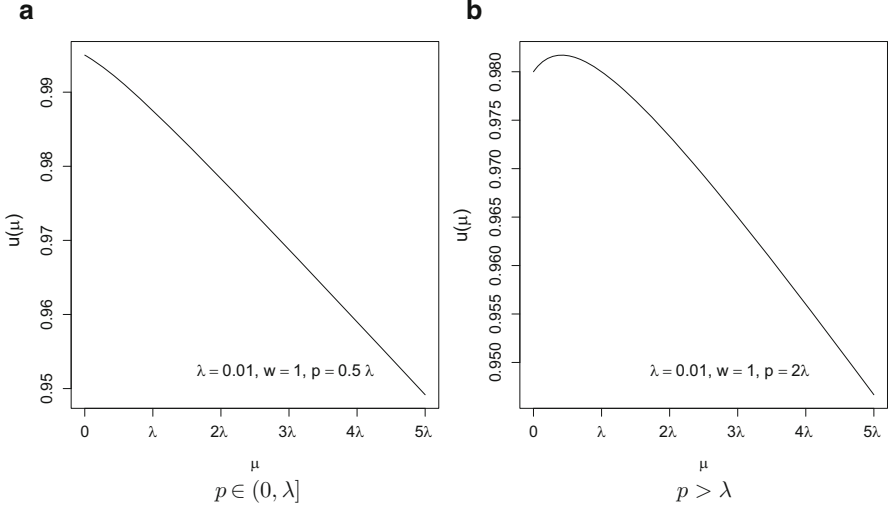 a
0.99
0.98
0.97
0.96
0.95
u(μ)
λ = 0.01, w = 1, p = 0.5 λ
0 λ 2λ 3λ 4λ 5λ
μ
p ∈ (0, λ]
b
0.980
0.975
0.970
0.965
0.960
0.955
0.950
u(μ)
λ = 0.01, w = 1, p = 2λ
0 λ 2λ 3λ 4λ 5λ
μ
p > λ